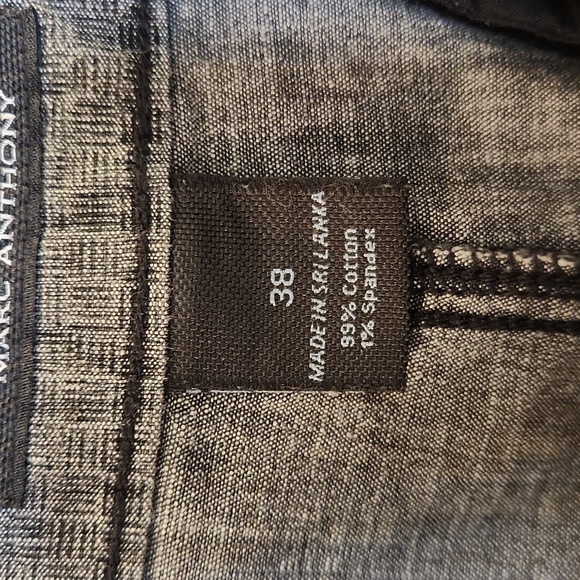 MARC ANTHONY
38
MADE IN SRI LANKA
99% Cotton
1% Spandex